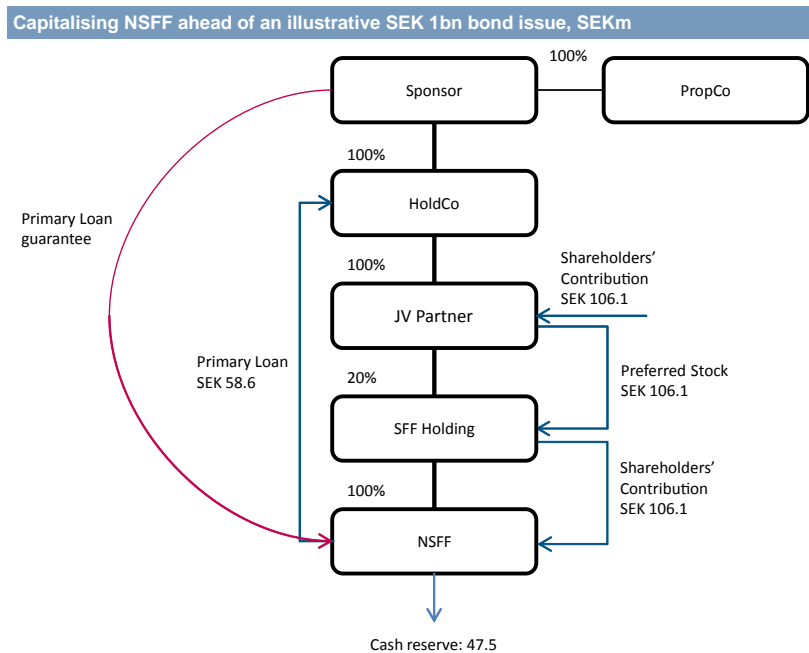 Capitalising NSFF ahead of an illustrative SEK 1bn bond issue, SEKm
100%
Sponsor
PropCo
100%
HoldCo
Primary Loan
guarantee
100%
Shareholders’
Contribution
SEK 106.1
JV Partner
Primary Loan
SEK 58.6
20%
Preferred Stock
SEK 106.1
SFF Holding
Shareholders’
Contribution
SEK 106.1
100%
NSFF
Cash reserve: 47.5